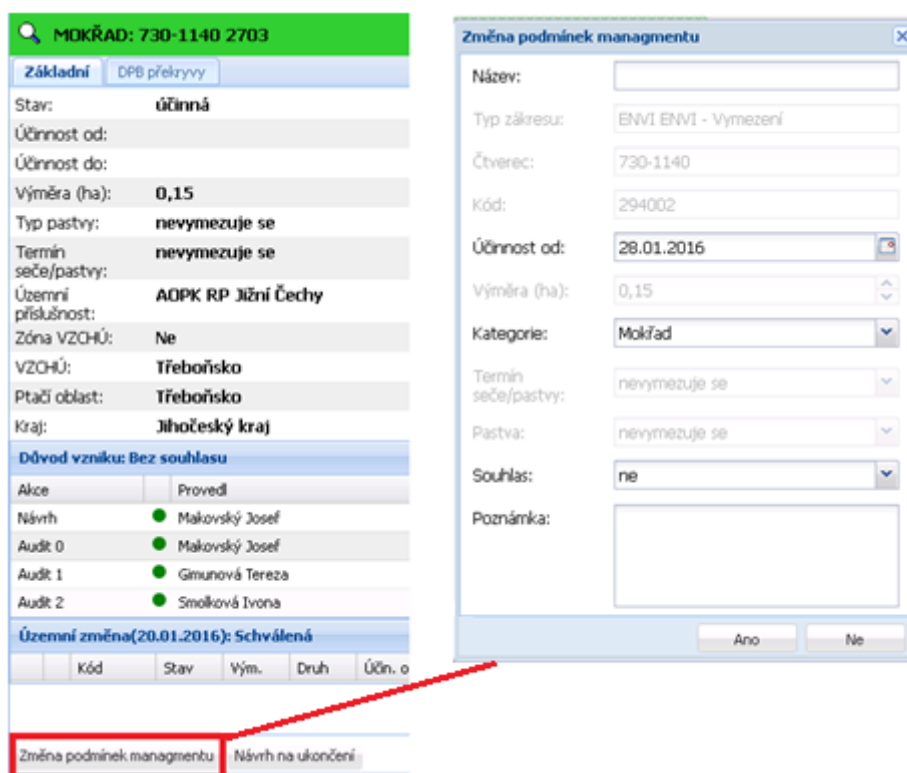 MOKŘAD: 730-1140 2703
Základní DPB překryvy
Stav: účinná
Účinnost od:
Účinnost do:
Výměra (ha): 0,15
Typ pastvy: nevymezuje se
Termín seče/pastvy: nevymezuje se
Územní příslušnost: AOPK RP Jižní Čechy
Zóna VZCHÚ: Ne
VZCHÚ: Třeboňsko
Ptačí oblast: Třeboňsko
Kraj: Jihočeský kraj
Důvod vzniku: Bez souhlasu
Akce Provedl
Návrh Makovský Josef
Audit 0 Makovský Josef
Audit 1 Gmunová Tereza
Audit 2 Smolková Ivona
Územní změna(20.01.2016): Schválená
Kód Stav Vým. Druh Účin. o
Změna podmínek managmentu Návrh na ukončení
Změna podmínek managmentu
Název:
Typ zákresu: ENVI ENVI - Vymezení
Čtverec: 730-1140
Kód: 294002
Účinnost od: 28.01.2016
Výměra (ha): 0,15
Kategorie: Mokřad
Termín seče/pastvy: nevymezuje se
Pastva: nevymezuje se
Souhlas: ne
Poznámka:
Ano Ne